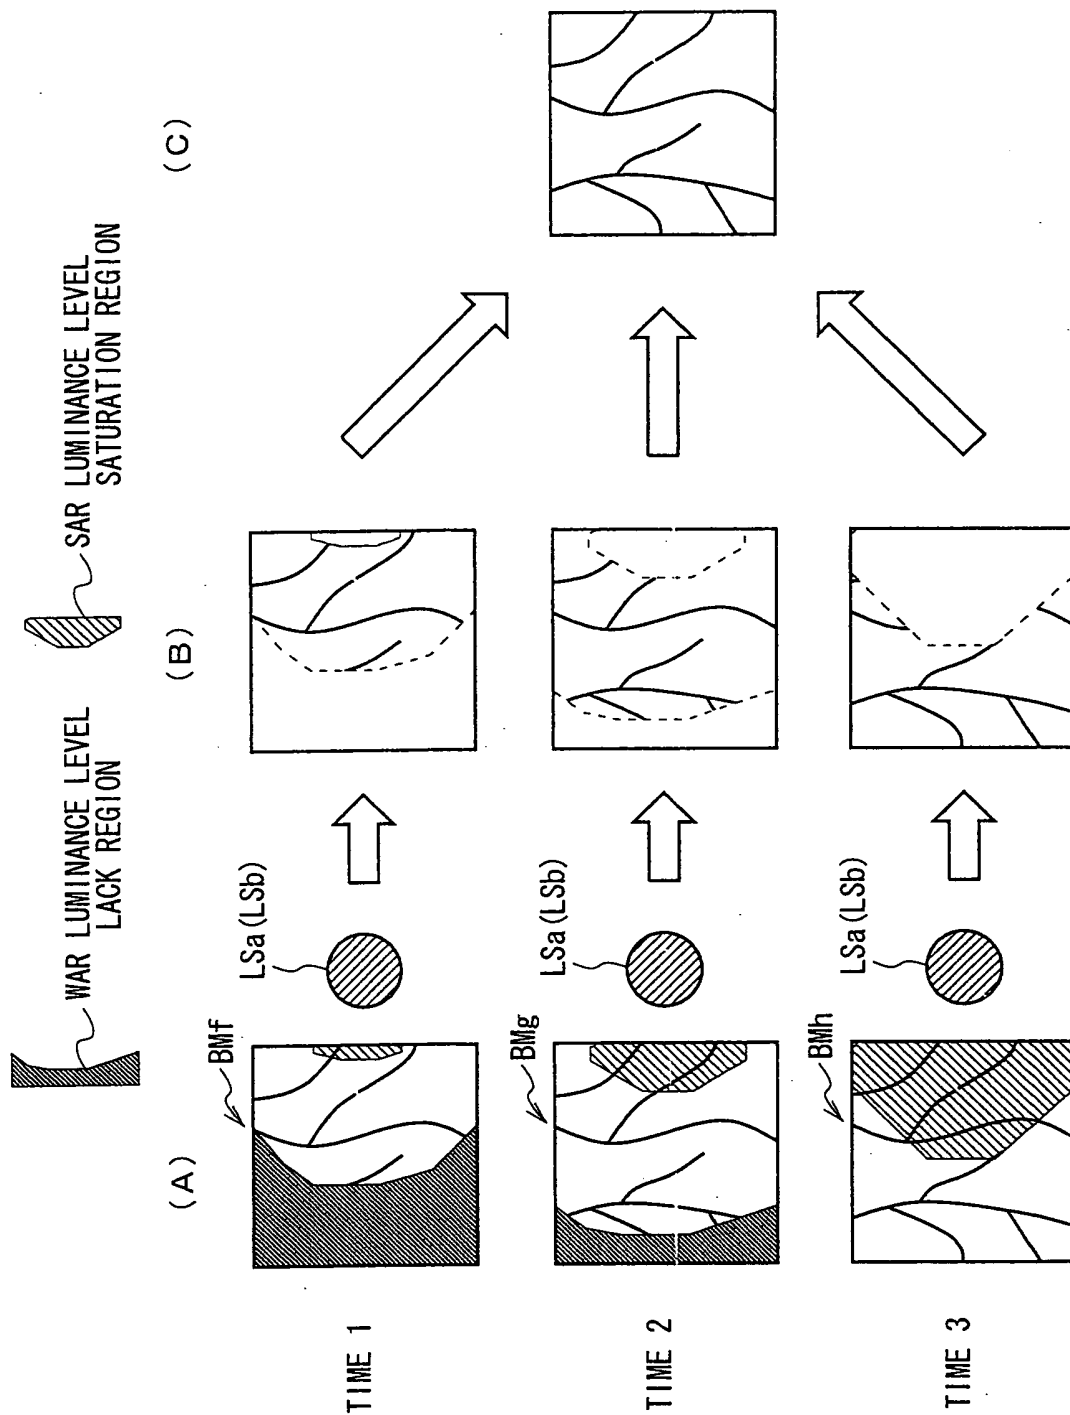 WAR LUMINANCE LEVEL
LACK REGION
SAR LUMINANCE LEVEL
SATURATION REGION
(A)
(B)
(C)
TIME 1
BMf
LSa(LSb)
TIME 2
BMg
LSa(LSb)
TIME 3
BMh
LSa(LSb)